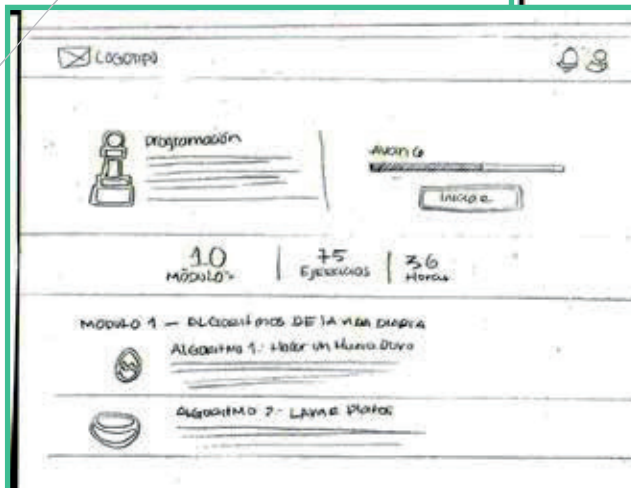 LOGOTIPO
Programación
Avance
Iniciar
10
MÓDULOS
75
Ejercicios
36
Horas
MODULO 1 - ALGORITMOS DE LA VIDA DIARIA
ALGORITMO 1: Hacer un Huevo Duro
ALGORITMO 2: LAVAR PLATOS